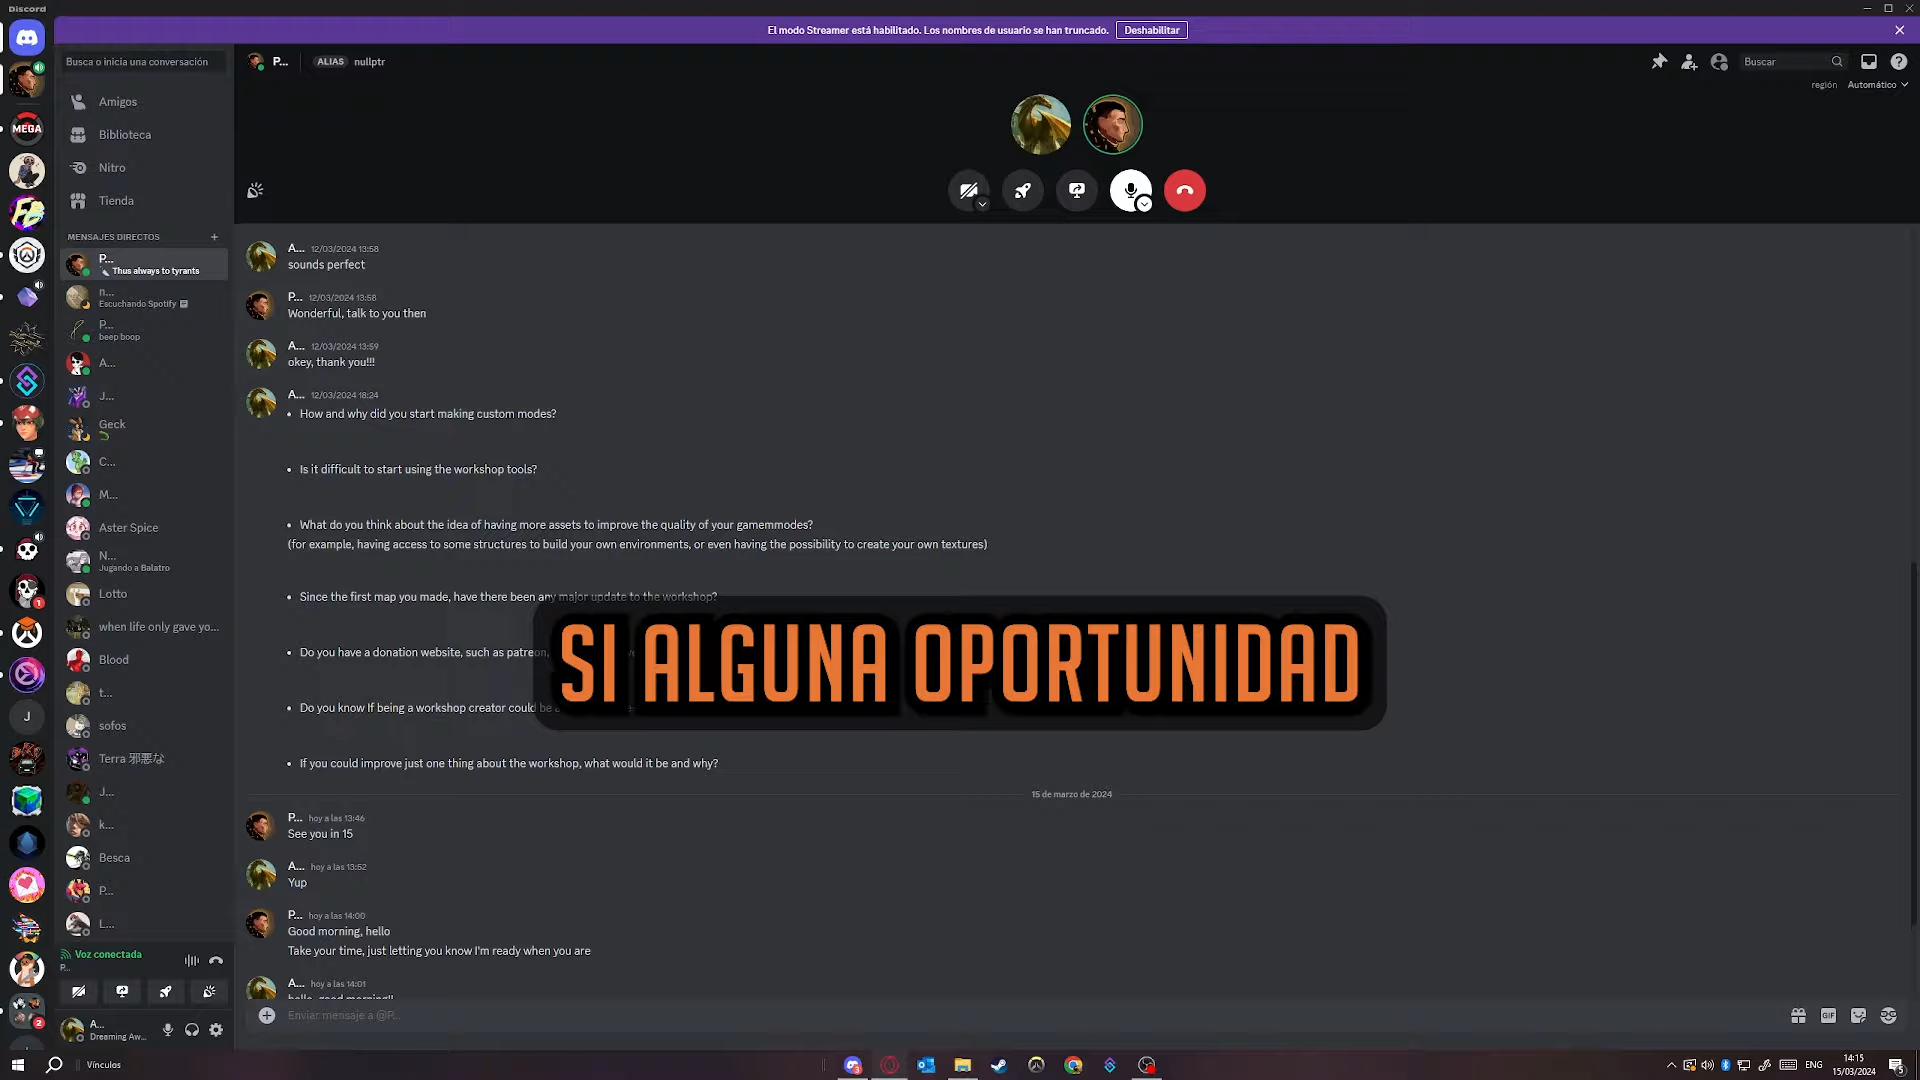 Discord
El modo Streamer está habilitado. Los nombres de usuario se han truncado. Deshabilitar
Busca o inicia una conversación
P... ALIAS nullptr
Buscar
región Automático
Amigos
Biblioteca
Nitro
Tienda
MENSAJES DIRECTOS
P...
Thus always to tyrants
n...
Escuchando Spotify
P...
beep boop
A...
J...
Geck
C...
M...
Aster Spice
N...
Jugando a Balatro
Lotto
when life only gave yo...
Blood
t...
sofos
Terra 邪悪な
J...
k...
Besca
P...
L...
Voz conectada
P...
A...
Dreaming Aw...
MEGA
J
1
2
A... 12/03/2024 13:58
sounds perfect
P... 12/03/2024 13:58
Wonderful, talk to you then
A... 12/03/2024 13:59
okey, thank you!!!
A... 12/03/2024 18:24
• How and why did you start making custom modes?
• Is it difficult to start using the workshop tools?
• What do you think about the idea of having more assets to improve the quality of your gamemmodes?
(for example, having access to some structures to build your own environments, or even having the possibility to create your own textures)
• Since the first map you made, have there been any major update to the workshop?
• Do you have a donation website, such as patreon,
• Do you know If being a workshop creator could be
SI ALGUNA OPORTUNIDAD
• If you could improve just one thing about the workshop, what would it be and why?
15 de marzo de 2024
P... hoy a las 13:46
See you in 15
A... hoy a las 13:52
Yup
P... hoy a las 14:00
Good morning, hello
Take your time, just letting you know I'm ready when you are
A... hoy a las 14:01
hello, good morning!!
Enviar mensaje a @P...
GIF
Vínculos
ENG
14:15
15/03/2024